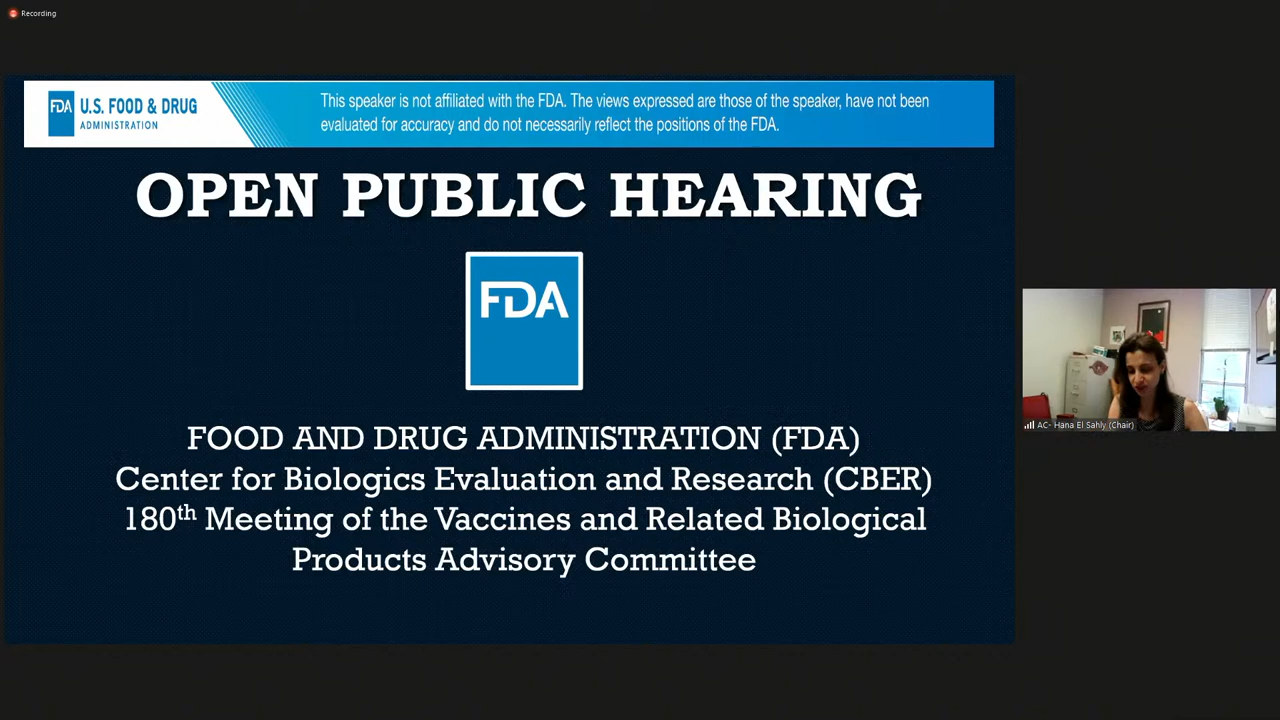 Recording
FDA U.S. FOOD & DRUG
ADMINISTRATION
This speaker is not affiliated with the FDA. The views expressed are those of the speaker, have not been
evaluated for accuracy and do not necessarily reflect the positions of the FDA.
OPEN PUBLIC HEARING
FDA
FOOD AND DRUG ADMINISTRATION (FDA)
Center for Biologics Evaluation and Research (CBER)
180th Meeting of the Vaccines and Related Biological
Products Advisory Committee
AC- Hana El Sahly (Chair)